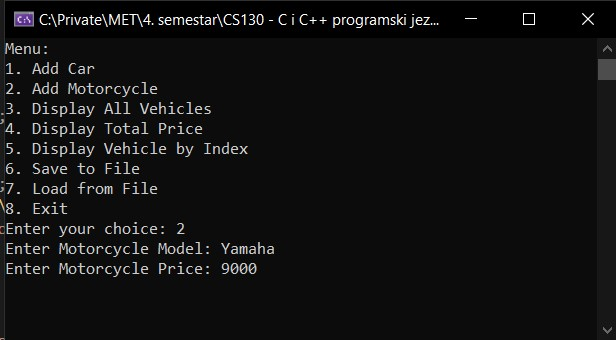 C:\Private\MET\4. semestar\CS130 - C i C++ programski jez...
Menu:
1. Add Car
2. Add Motorcycle
3. Display All Vehicles
4. Display Total Price
5. Display Vehicle by Index
6. Save to File
7. Load from File
8. Exit
Enter your choice: 2
Enter Motorcycle Model: Yamaha
Enter Motorcycle Price: 9000